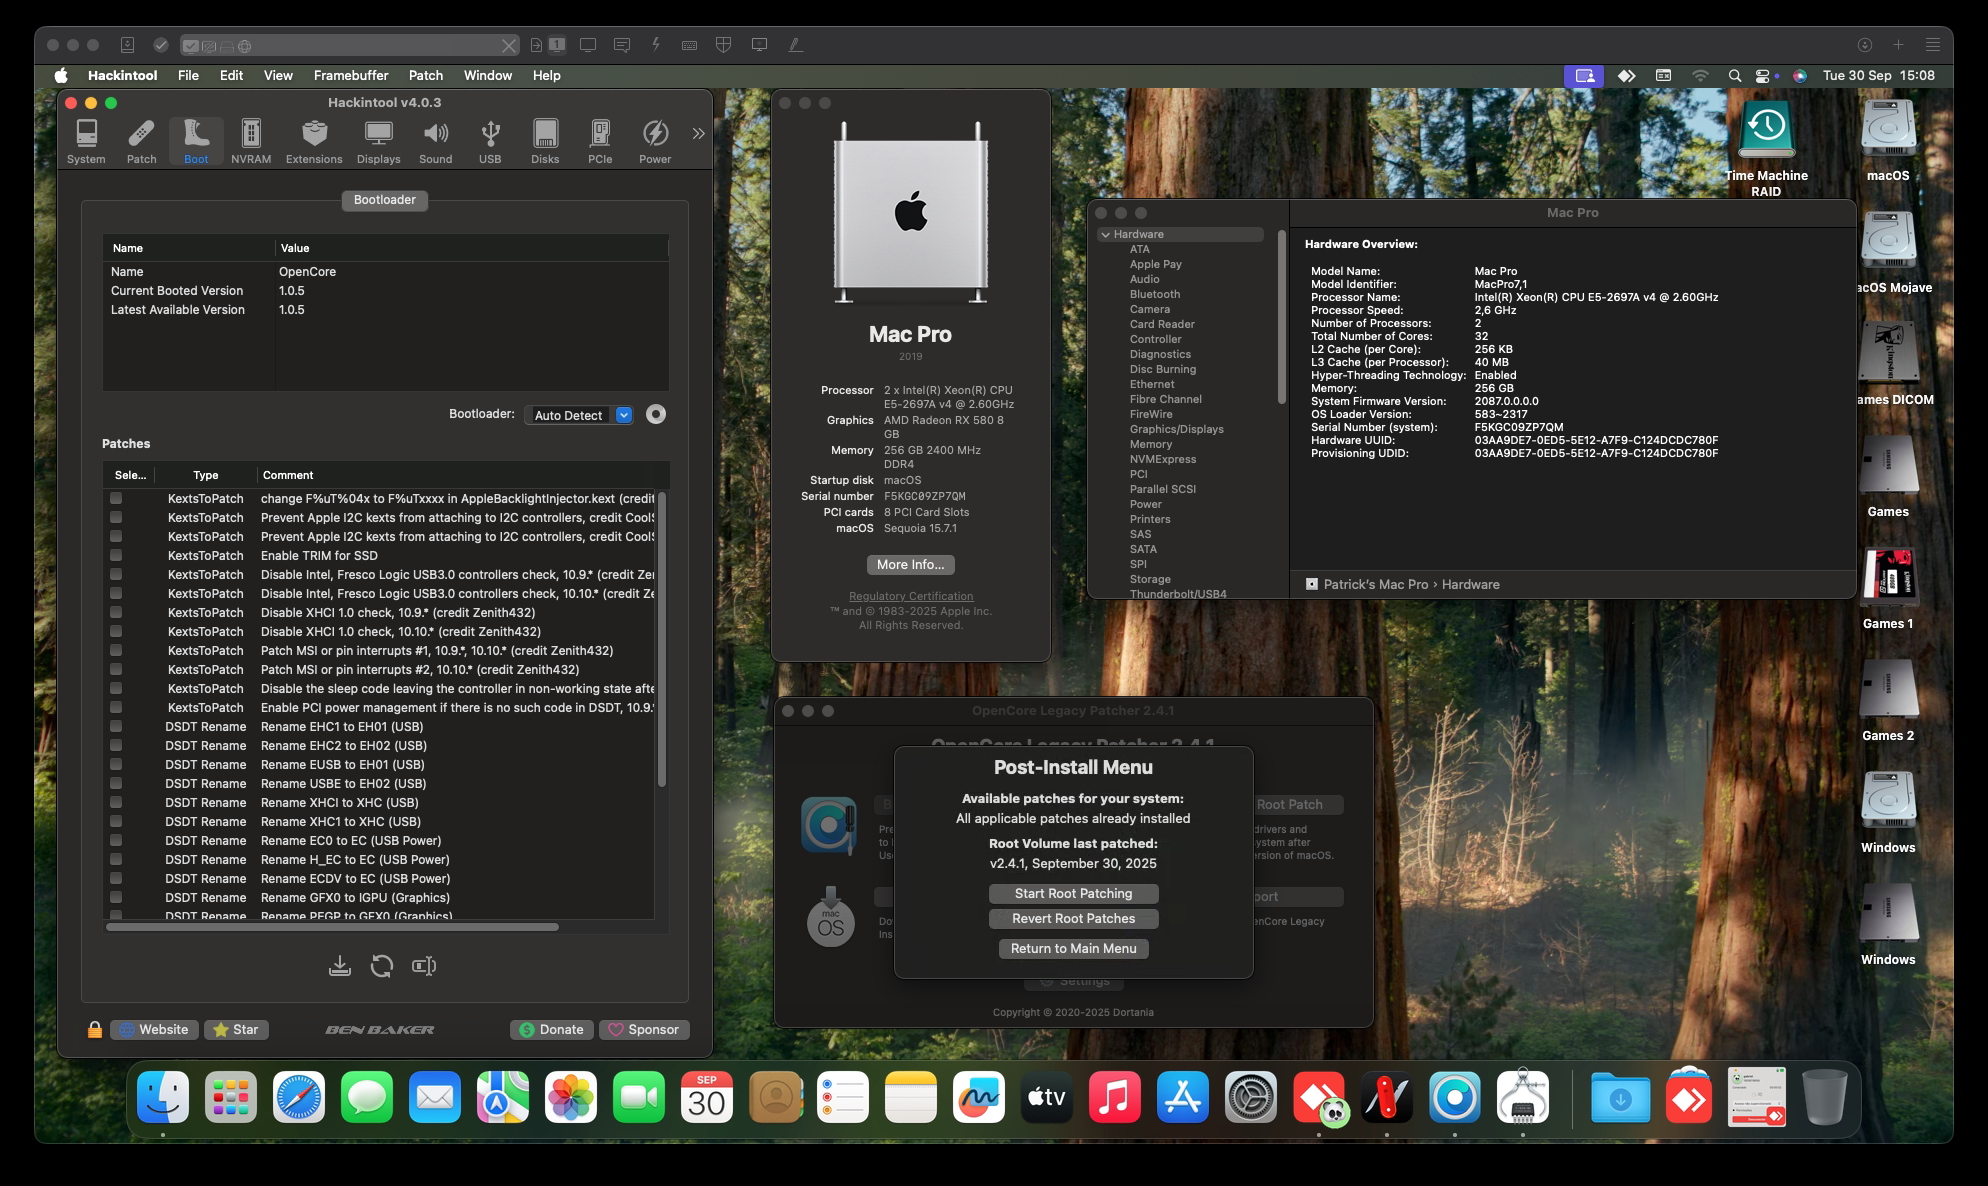 1
Hackintool File Edit View Framebuffer Patch Window Help
Tue 30 Sep 15:08
Hackintool v4.0.3
System Patch Boot NVRAM Extensions Displays Sound USB Disks PCIe Power
Bootloader
Name Value
Name OpenCore
Current Booted Version 1.0.5
Latest Available Version 1.0.5
Bootloader: Auto Detect
Patches
Sele... Type Comment
KextsToPatch change F%uT%04x to F%uTxxxx in AppleBacklightInjector.kext (credit
KextsToPatch Prevent Apple I2C kexts from attaching to I2C controllers, credit CoolS
KextsToPatch Prevent Apple I2C kexts from attaching to I2C controllers, credit CoolS
KextsToPatch Enable TRIM for SSD
KextsToPatch Disable Intel, Fresco Logic USB3.0 controllers check, 10.9.* (credit Zen
KextsToPatch Disable Intel, Fresco Logic USB3.0 controllers check, 10.10.* (credit Ze
KextsToPatch Disable XHCI 1.0 check, 10.9.* (credit Zenith432)
KextsToPatch Disable XHCI 1.0 check, 10.10.* (credit Zenith432)
KextsToPatch Patch MSI or pin interrupts #1, 10.9.*, 10.10.* (credit Zenith432)
KextsToPatch Patch MSI or pin interrupts #2, 10.10.* (credit Zenith432)
KextsToPatch Disable the sleep code leaving the controller in non-working state afte
KextsToPatch Enable PCI power management if there is no such code in DSDT, 10.9.*
DSDT Rename Rename EHC1 to EH01 (USB)
DSDT Rename Rename EHC2 to EH02 (USB)
DSDT Rename Rename EUSB to EH01 (USB)
DSDT Rename Rename USBE to EH02 (USB)
DSDT Rename Rename XHCI to XHC (USB)
DSDT Rename Rename XHC1 to XHC (USB)
DSDT Rename Rename EC0 to EC (USB Power)
DSDT Rename Rename H_EC to EC (USB Power)
DSDT Rename Rename ECDV to EC (USB Power)
DSDT Rename Rename GFX0 to IGPU (Graphics)
DSDT Rename Rename PEGP to GFX0 (Graphics)
Website Star BEN BAKER Donate Sponsor
Mac Pro
2019
Processor 2 x Intel(R) Xeon(R) CPU
E5-2697A v4 @ 2.60GHz
Graphics AMD Radeon RX 580 8
GB
Memory 256 GB 2400 MHz
DDR4
Startup disk macOS
Serial number F5KGC09ZP7QM
PCI cards 8 PCI Card Slots
macOS Sequoia 15.7.1
More Info...
Regulatory Certification
™ and © 1983-2025 Apple Inc.
All Rights Reserved.
Mac Pro
Hardware
ATA
Apple Pay
Audio
Bluetooth
Camera
Card Reader
Controller
Diagnostics
Disc Burning
Ethernet
Fibre Channel
FireWire
Graphics/Displays
Memory
NVMExpress
PCI
Parallel SCSI
Power
Printers
SAS
SATA
SPI
Storage
Thunderbolt/USB4
Hardware Overview:
Model Name: Mac Pro
Model Identifier: MacPro7,1
Processor Name: Intel(R) Xeon(R) CPU E5-2697A v4 @ 2.60GHz
Processor Speed: 2,6 GHz
Number of Processors: 2
Total Number of Cores: 32
L2 Cache (per Core): 256 KB
L3 Cache (per Processor): 40 MB
Hyper-Threading Technology: Enabled
Memory: 256 GB
System Firmware Version: 2087.0.0.0.0
OS Loader Version: 583~2317
Serial Number (system): F5KGC09ZP7QM
Hardware UUID: 03AA9DE7-0ED5-5E12-A7F9-C124DCDC780F
Provisioning UDID: 03AA9DE7-0ED5-5E12-A7F9-C124DCDC780F
Patrick's Mac Pro › Hardware
OpenCore Legacy Patcher 2.4.1
OpenCore Legacy Patcher 2.4.1
Post-Install Menu
Available patches for your system:
All applicable patches already installed
Root Volume last patched:
v2.4.1, September 30, 2025
Start Root Patching
Revert Root Patches
Return to Main Menu
Root Patch
drivers and
ystem after
ersion of macOS.
port
enCore Legacy
mac
OS
Settings
Copyright © 2020-2025 Dortania
Time Machine
RAID
macOS
acOS Mojave
ames DICOM
Games
Games 1
Games 2
Windows
Windows
SEP
30
tv